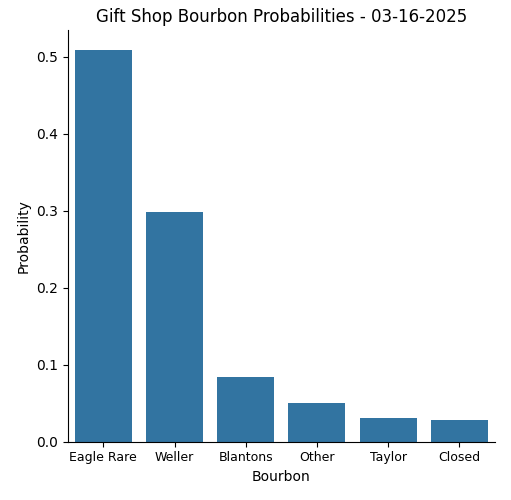 Gift Shop Bourbon Probabilities - 03-16-2025
0.5
0.4
0.3
0.2
0.1
0.0
Probability
Eagle Rare Weller Blantons Other Taylor Closed
Bourbon